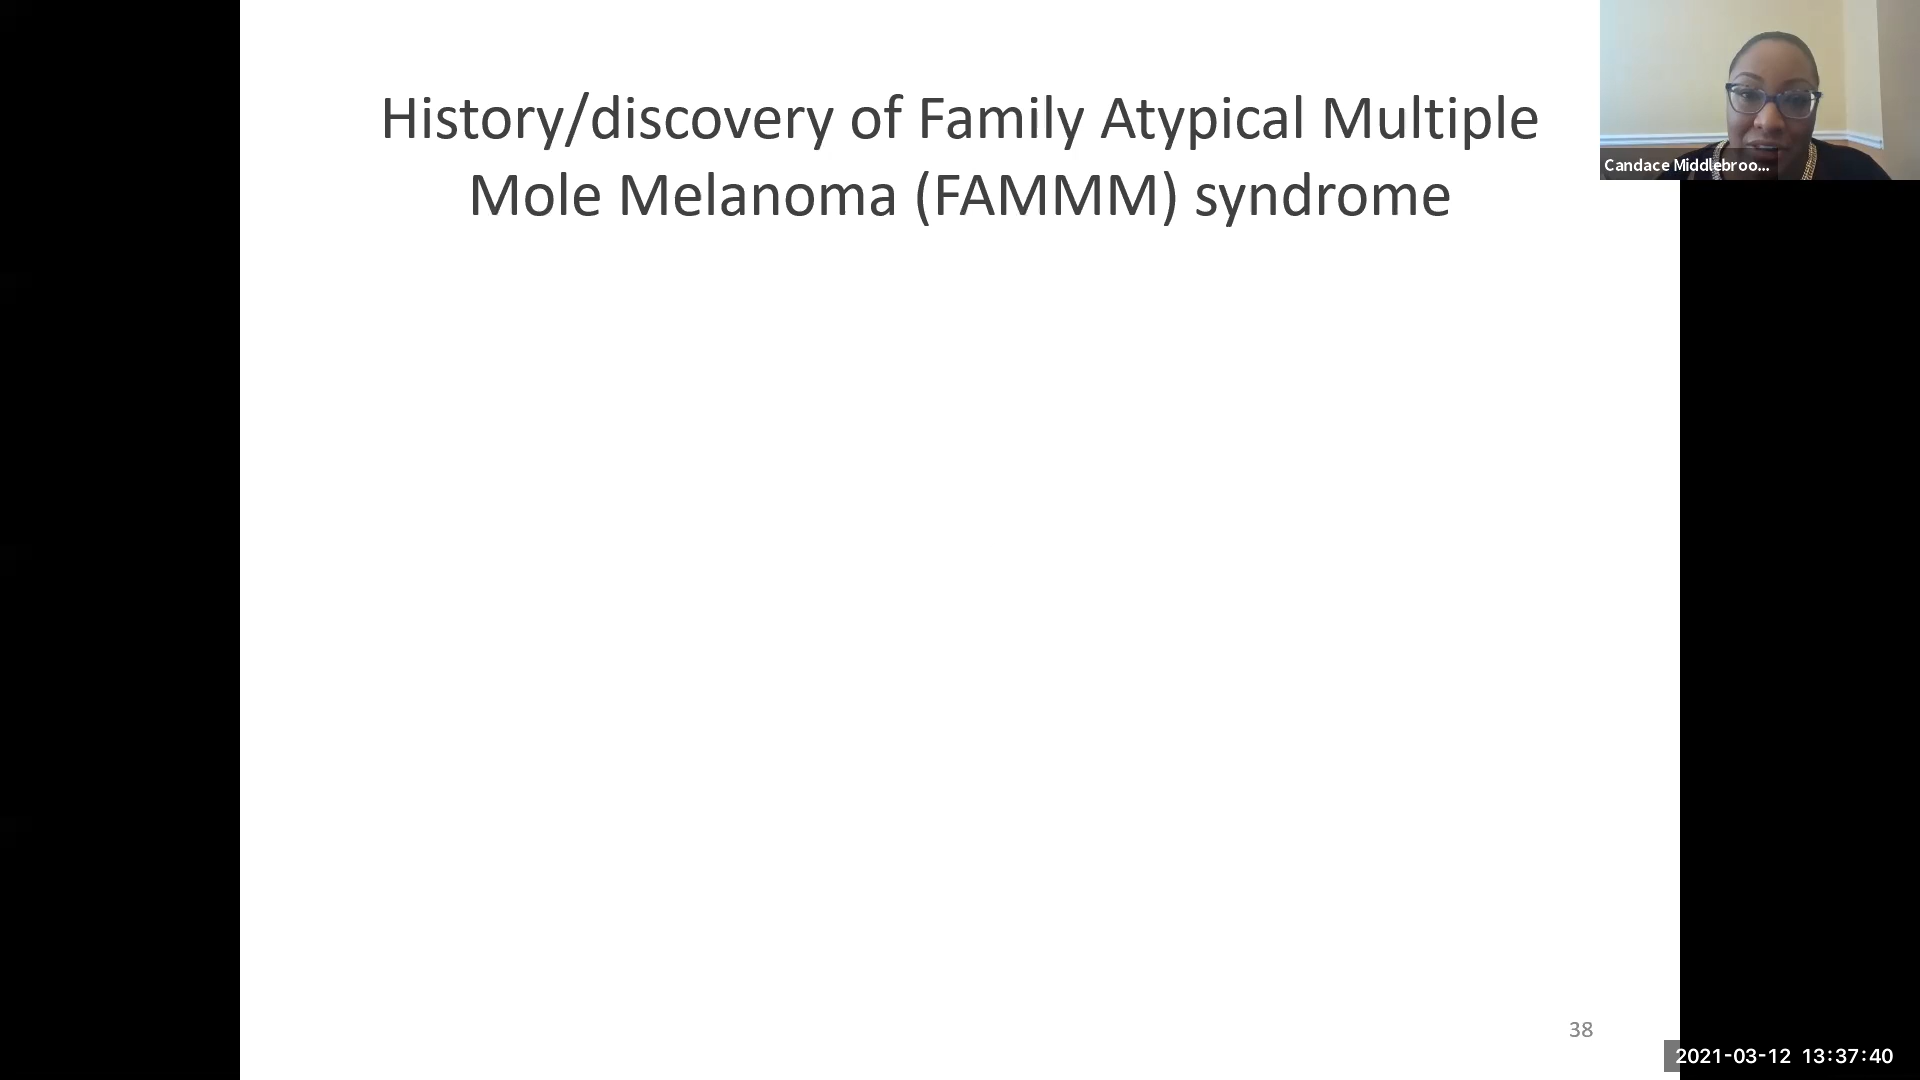 History/discovery of Family Atypical Multiple
Mole Melanoma (FAMMM) syndrome
Candace Middlebroo...
38
2021-03-12 13:37:40